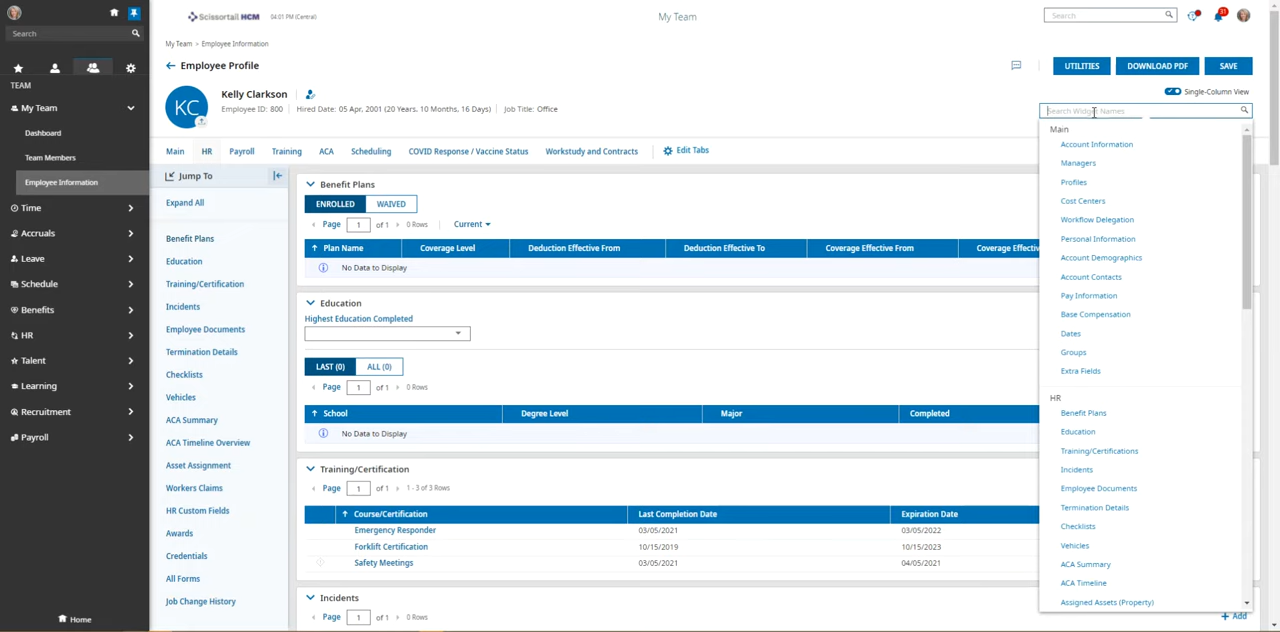 Scissortail HCM 04:01 PM (Central)
My Team
Search
31
Search
TEAM
My Team
Dashboard
Team Members
Employee Information
Time
Accruals
Leave
Schedule
Benefits
HR
Talent
Learning
Recruitment
Payroll
Home
My Team > Employee Information
Employee Profile
UTILITIES
DOWNLOAD PDF
SAVE
KC
Kelly Clarkson
Employee ID: 800
Hired Date: 05 Apr, 2001 (20 Years, 10 Months, 16 Days)
Job Title: Office
Single-Column View
Main
HR
Payroll
Training
ACA
Scheduling
COVID Response / Vaccine Status
Workstudy and Contracts
Edit Tabs
Jump To
Expand All
Benefit Plans
Education
Training/Certification
Incidents
Employee Documents
Termination Details
Checklists
Vehicles
ACA Summary
ACA Timeline Overview
Asset Assignment
Workers Claims
HR Custom Fields
Awards
Credentials
All Forms
Job Change History
Benefit Plans
ENROLLED WAIVED
Page 1 of 1 0 Rows Current
Plan Name Coverage Level Deduction Effective From Deduction Effective To Coverage Effective From Coverage Effectiv
No Data to Display
Education
Highest Education Completed
LAST (0) ALL (0)
Page 1 of 1 0 Rows
School Degree Level Major Completed
No Data to Display
Training/Certification
Page 1 of 1 1 - 3 of 3 Rows
Course/Certification Last Completion Date Expiration Date
Emergency Responder 03/05/2021 03/05/2022
Forklift Certification 10/15/2019 10/15/2023
Safety Meetings 03/05/2021 04/05/2021
Incidents
Page 1 of 1 0 Rows
+ Add
Search Widget Names
Main
Account Information
Managers
Profiles
Cost Centers
Workflow Delegation
Personal Information
Account Demographics
Account Contacts
Pay Information
Base Compensation
Dates
Groups
Extra Fields
HR
Benefit Plans
Education
Training/Certifications
Incidents
Employee Documents
Termination Details
Checklists
Vehicles
ACA Summary
ACA Timeline
Assigned Assets (Property)